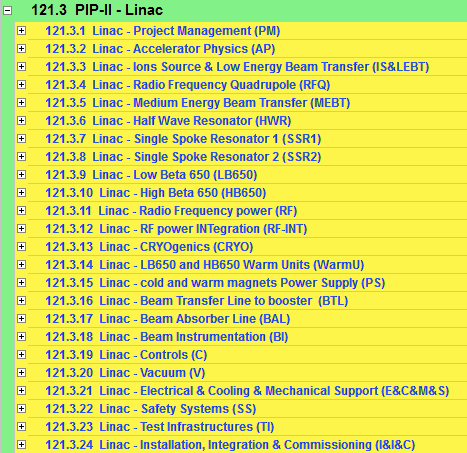 121.3 PIP-II - Linac
121.3.1 Linac - Project Management (PM)
121.3.2 Linac - Accelerator Physics (AP)
121.3.3 Linac - Ions Source & Low Energy Beam Transfer (IS&LEBT)
121.3.4 Linac - Radio Frequency Quadrupole (RFQ)
121.3.5 Linac - Medium Energy Beam Transfer (MEBT)
121.3.6 Linac - Half Wave Resonator (HWR)
121.3.7 Linac - Single Spoke Resonator 1 (SSR1)
121.3.8 Linac - Single Spoke Resonator 2 (SSR2)
121.3.9 Linac - Low Beta 650 (LB650)
121.3.10 Linac - High Beta 650 (HB650)
121.3.11 Linac - Radio Frequency power (RF)
121.3.12 Linac - RF power INTegration (RF-INT)
121.3.13 Linac - CRYOgenics (CRYO)
121.3.14 Linac - LB650 and HB650 Warm Units (WarmU)
121.3.15 Linac - cold and warm magnets Power Supply (PS)
121.3.16 Linac - Beam Transfer Line to booster (BTL)
121.3.17 Linac - Beam Absorber Line (BAL)
121.3.18 Linac - Beam Instrumentation (BI)
121.3.19 Linac - Controls (C)
121.3.20 Linac - Vacuum (V)
121.3.21 Linac - Electrical & Cooling & Mechanical Support (E&C&M&S)
121.3.22 Linac - Safety Systems (SS)
121.3.23 Linac - Test Infrastructures (TI)
121.3.24 Linac - Installation, Integration & Commissioning (I&I&C)